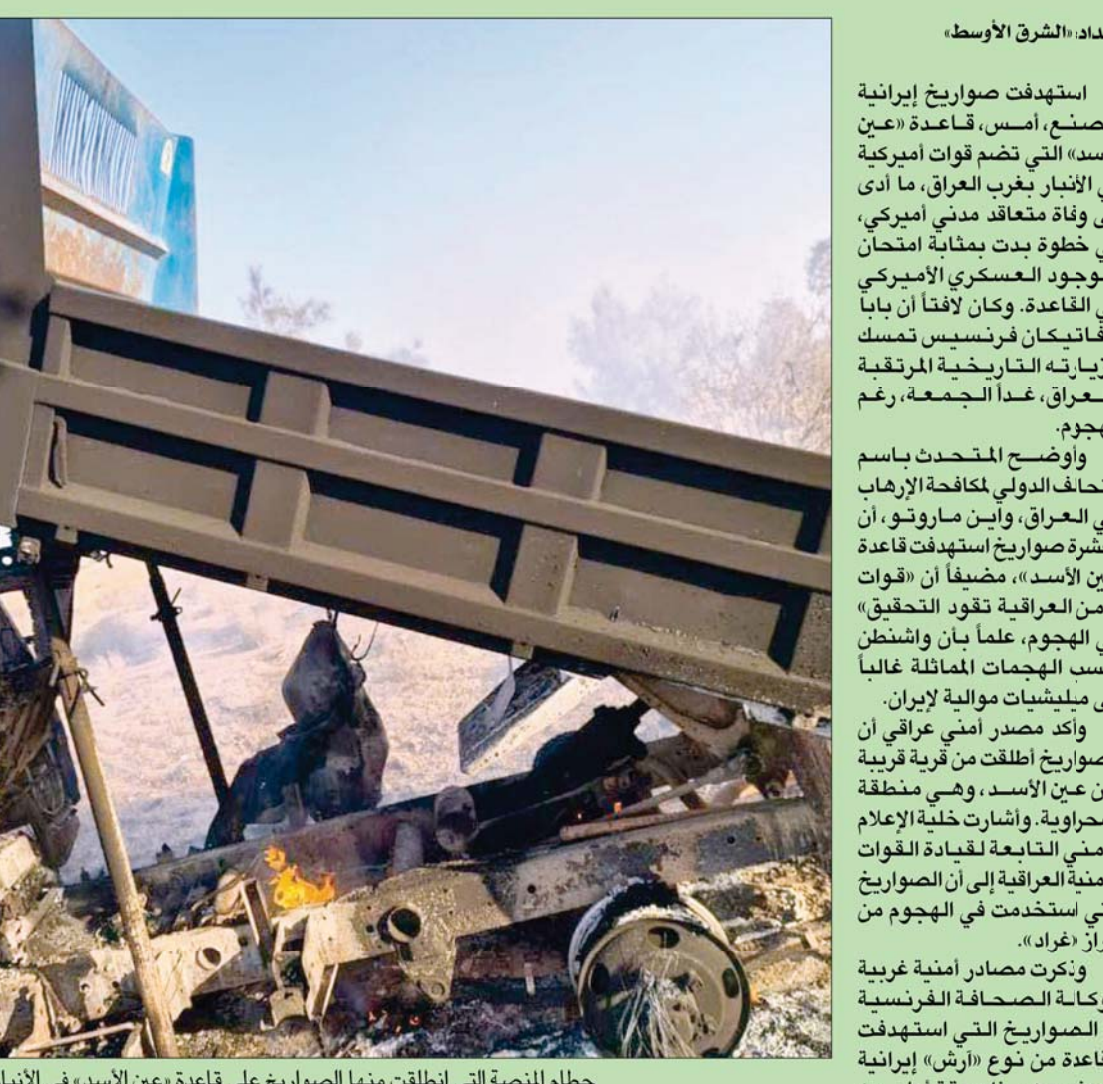 داد: «الشرق الأوسط»
استهدفت صواريخ إيرانية
صنع، أمس، قاعدة «عين
سد» التي تضم قوات أميركية
ي الأنبار بغرب العراق، ما أدى
ى وفاة متعاقد مدني أميركي،
ي خطوة بدت بمثابة امتحان
وجود العسكري الأميركي
ي القاعدة. وكان لافتاً أن بابا
فاتيكان فرنسيس تمسك
زيارته التاريخية المرتقبة
عراق، غداً الجمعة، رغم
هجوم.
وأوضح المتحدث باسم
تحالف الدولي لمكافحة الإرهاب
ي العراق، واين ماروتو، أن
شرة صواريخ استهدفت قاعدة
ين الأسد»، مضيفاً أن «قوات
من العراقية تقود التحقيق»
ي الهجوم، علماً بأن واشنطن
سب الهجمات المماثلة غالباً
ى ميليشيات موالية لإيران.
وأكد مصدر أمني عراقي أن
صواريخ أطلقت من قرية قريبة
ن عين الأسد، وهي منطقة
حراوية. وأشارت خلية الإعلام
مني التابعة لقيادة القوات
منية العراقية إلى أن الصواريخ
تي استخدمت في الهجوم من
راز «غراد».
وذكرت مصادر أمنية غربية
وكالة الصحافة الفرنسية
الصواريخ التي استهدفت
قاعدة من نوع «آرش» إيرانية
حطام المنصة التي انطلقت منها الصواريخ على قاعدة «عين الأسد» في الأنبار